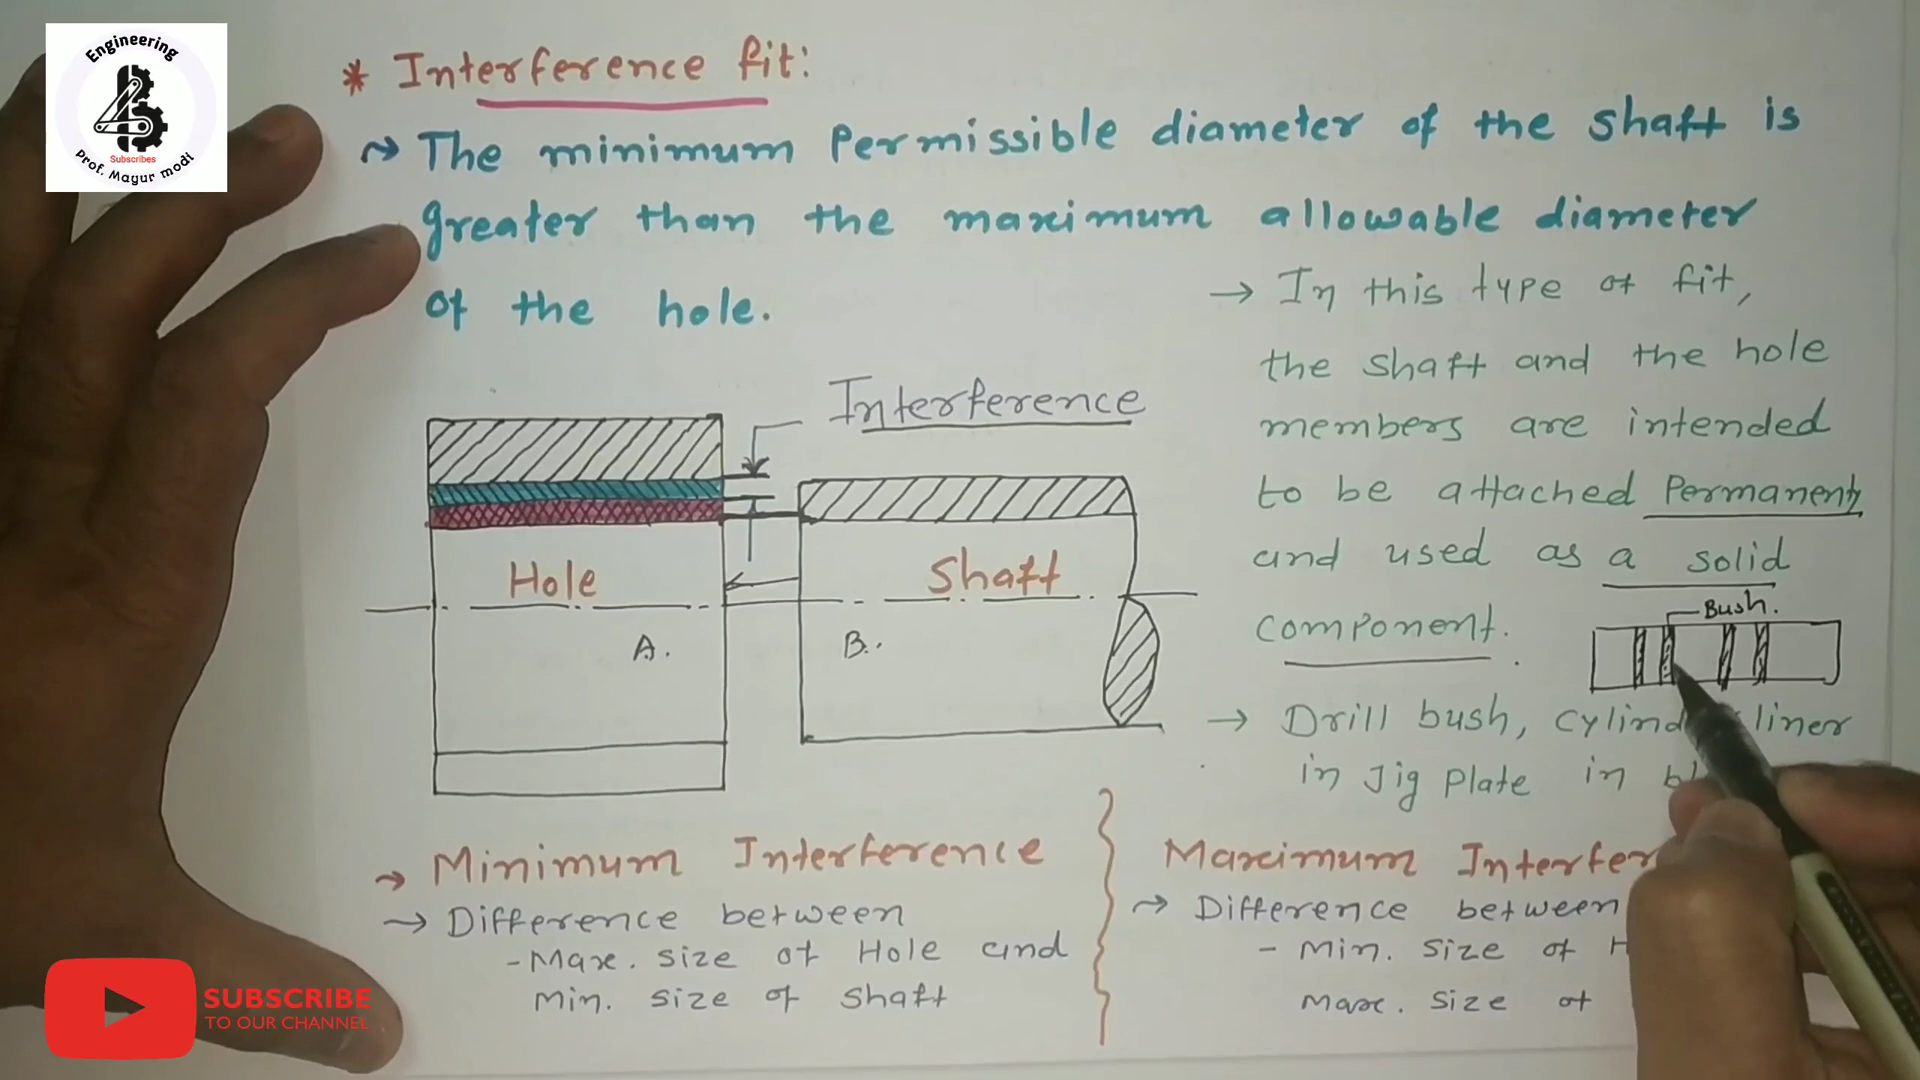 Engineering
Subscribes
Prof. Mayur modi
* Interference fit:
The minimum Permissible diameter of the shaft is
greater than the maximum allowable diameter
of the hole.
→ In this type of fit,
the shaft and the hole
members are intended
to be attached Permanenty
and used as a solid
component.
Bush.
→ Drill bush, liner
in Jig Plate in
Interference
Hole
Shaft
A.
B.
→ Minimum Interference
→ Difference between
- Max. size of Hole and
Min. size of shaft
Maximum
→ Difference between
- Min. size of
Max. size of
SUBSCRIBE
TO OUR CHANNEL